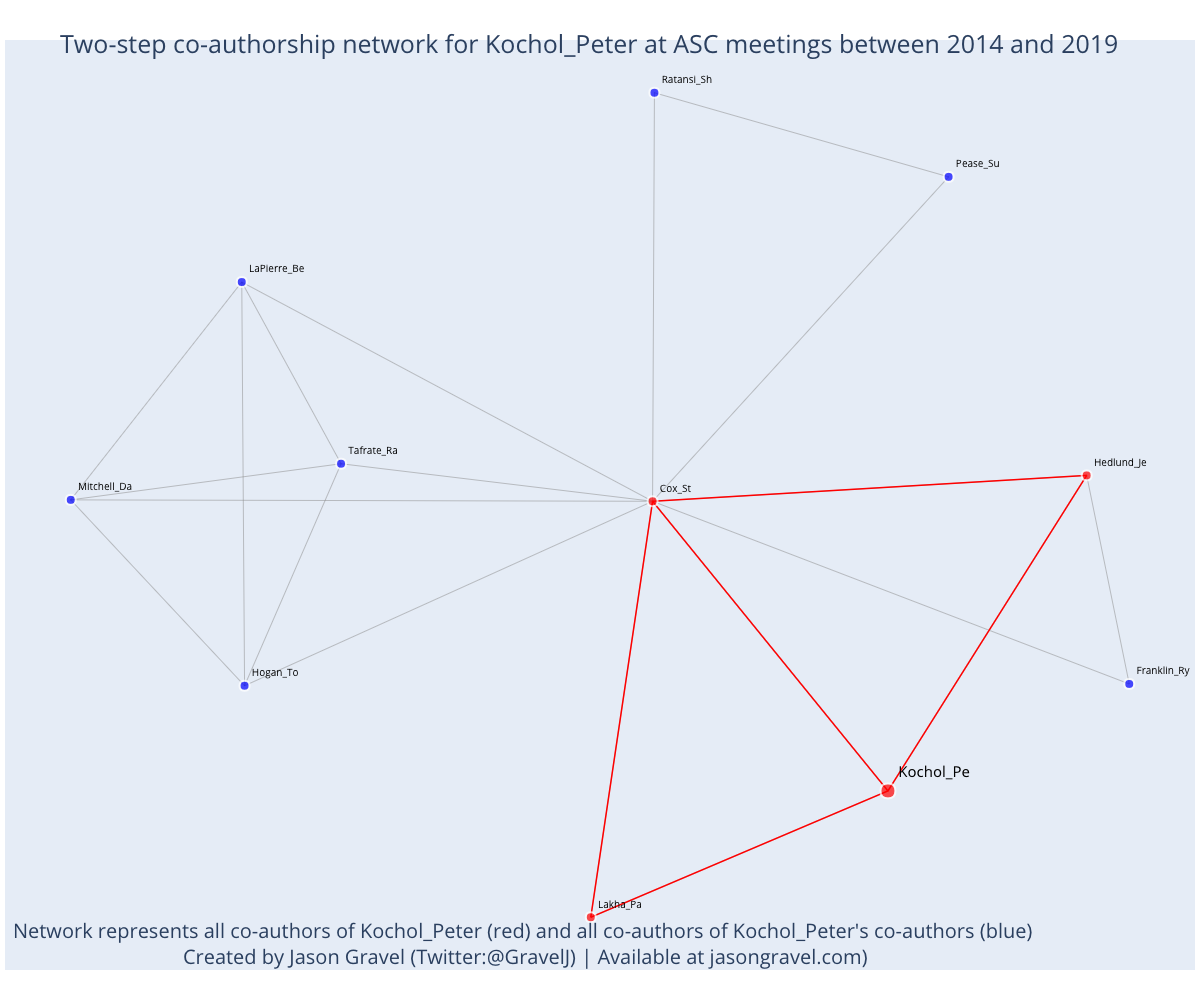 Two-step co-authorship network for Kochol_Peter at ASC meetings between 2014 and 2019
Ratansi_Sh
Pease_Su
LaPierre_Be
Tafrate_Ra
Hedlund_Je
Mitchell_Da
Cox_St
Hogan_To
Franklin_Ry
Kochol_Pe
Lakha_Pa
Network represents all co-authors of Kochol_Peter (red) and all co-authors of Kochol_Peter's co-authors (blue)
Created by Jason Gravel (Twitter:@GravelJ) | Available at jasongravel.com)